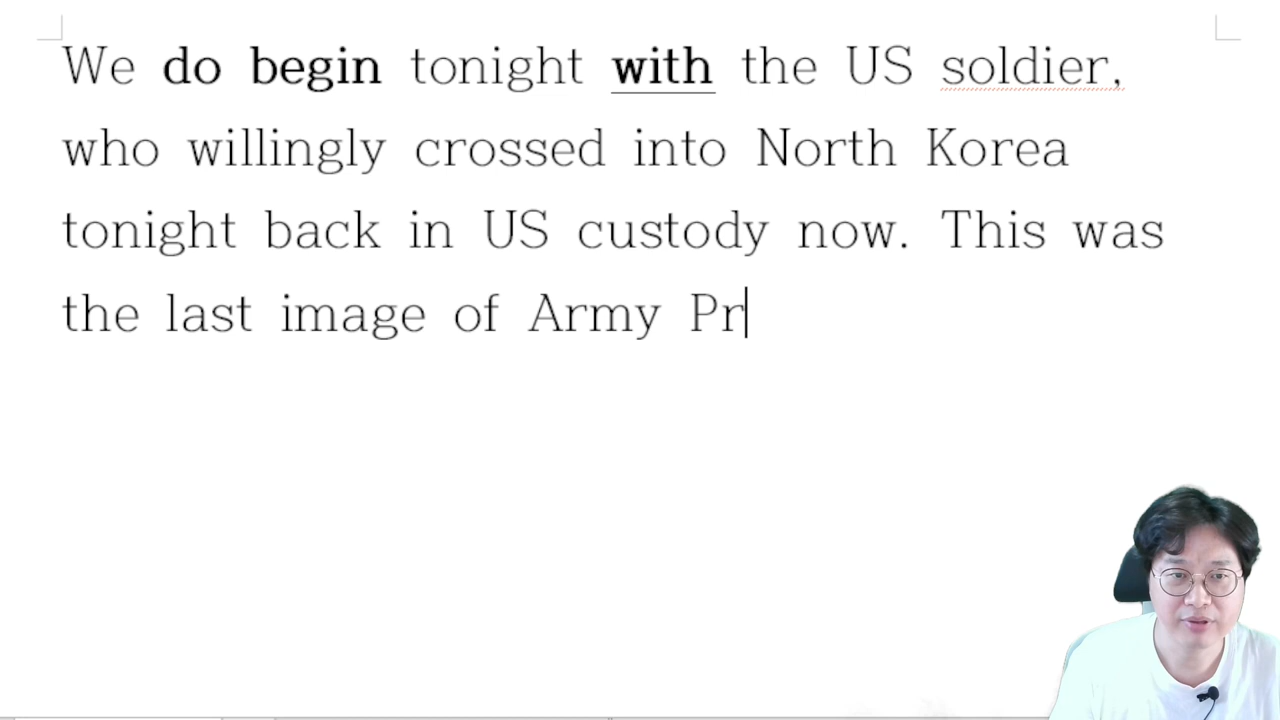 We do begin tonight with the US soldier,
who willingly crossed into North Korea
tonight back in US custody now. This was
the last image of Army Pr